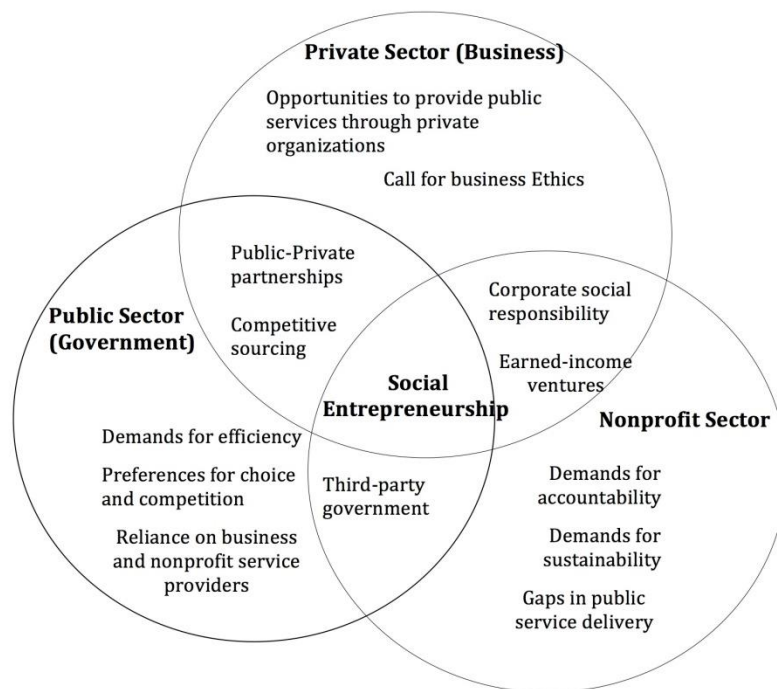 Private Sector (Business)
Opportunities to provide public
services through private
organizations
Call for business Ethics
Public-Private
partnerships
Competitive
sourcing
Corporate social
responsibility
Earned-income
ventures
Public Sector
(Government)
Social
Entrepreneurship
Nonprofit Sector
Demands for efficiency
Preferences for choice
and competition
Reliance on business
and nonprofit service
providers
Third-party
government
Demands for
accountability
Demands for
sustainability
Gaps in public
service delivery